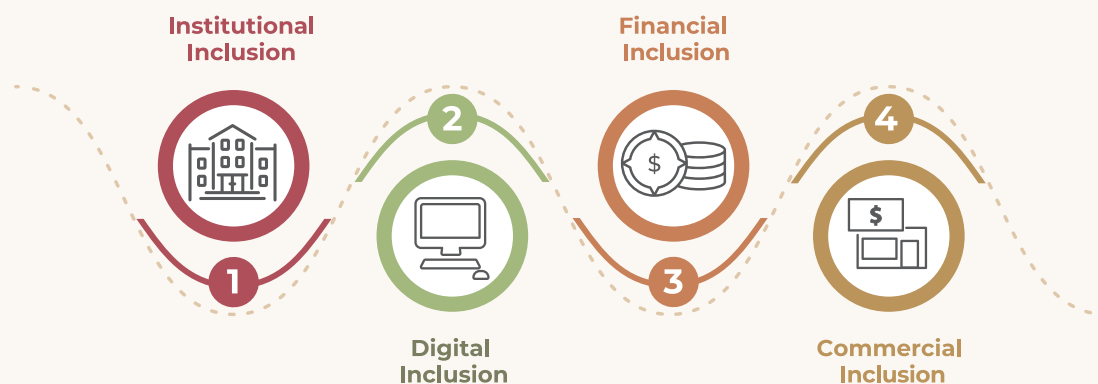 Institutional
Inclusion
1
2
Digital
Inclusion
Financial
Inclusion
$
3
4
$
Commercial
Inclusion